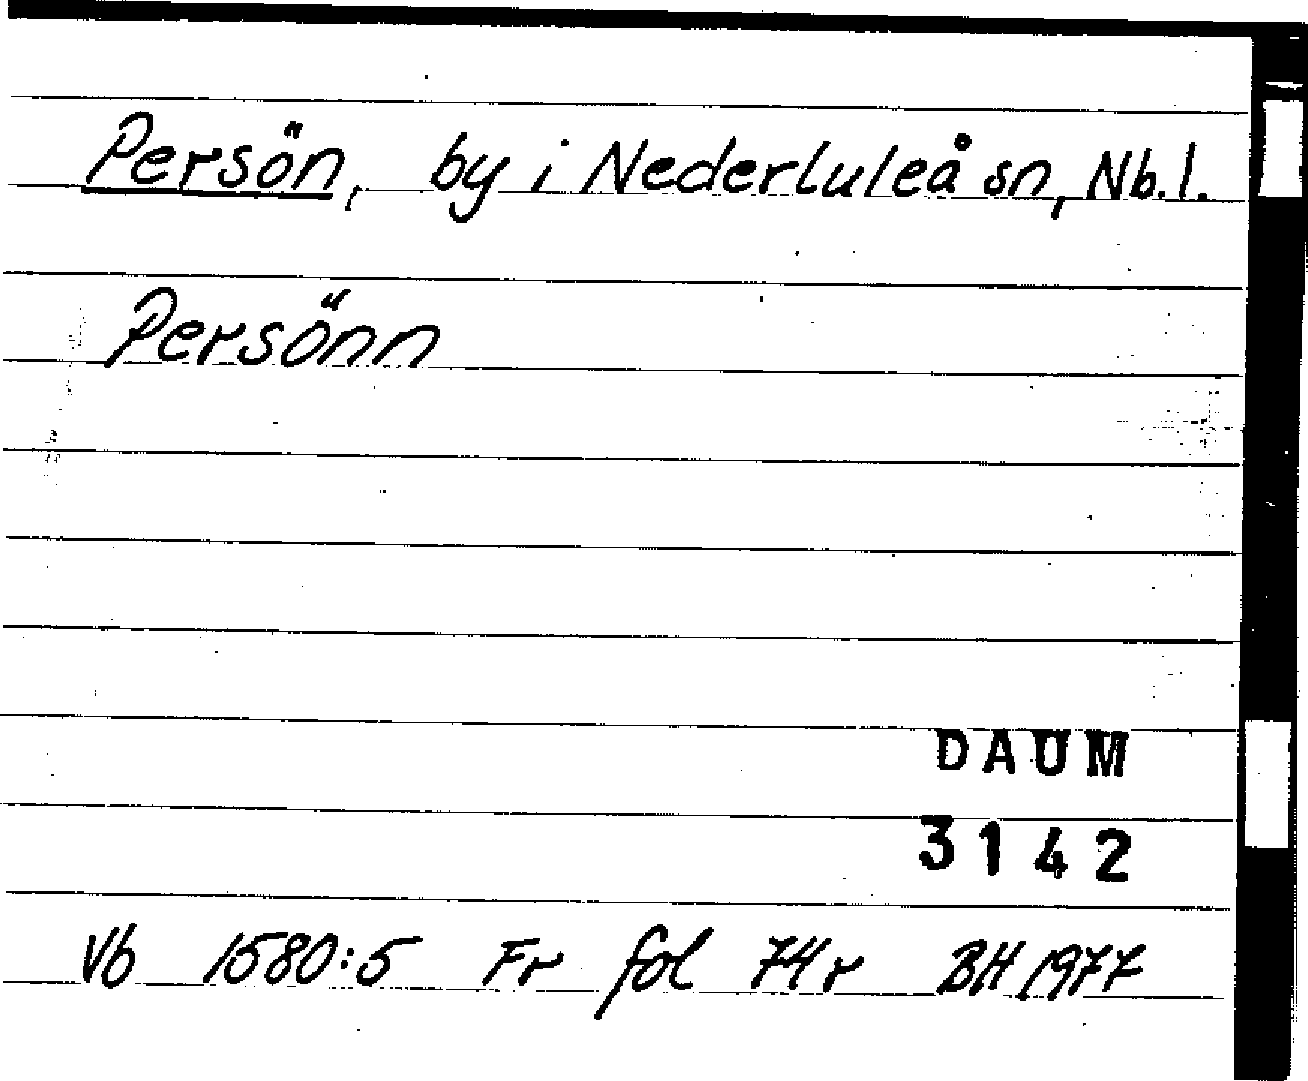 Persön, by i Nederluleå sn, Nb.l.
Persönn
DAUM
3142
Vb 1580:5 Fr fol 74r BH 1977